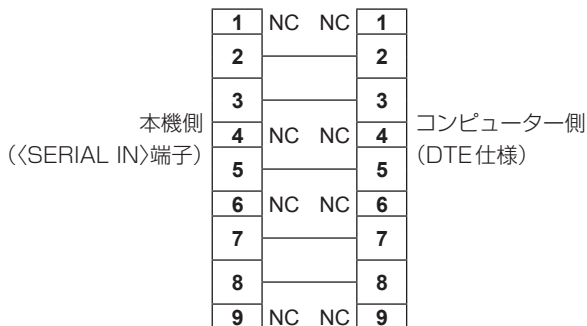 1 NC NC 1
2 2
3 3
本機側
（〈SERIAL IN〉端子）
4 NC NC 4
コンピューター側
（DTE仕様）
5 5
6 NC NC 6
7 7
8 8
9 NC NC 9